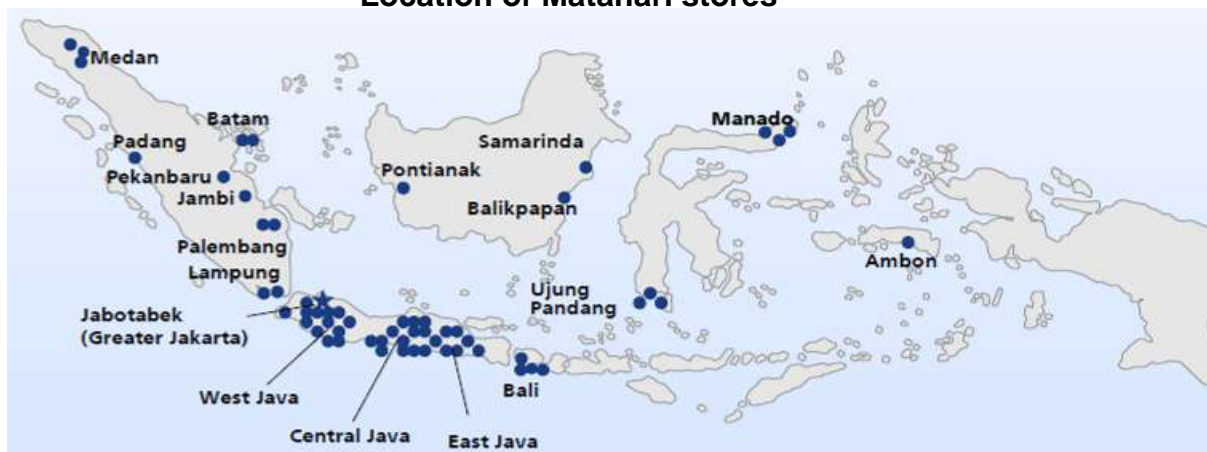 Location of Matahari stores
Medan
Batam
Padang
Pekanbaru
Jambi
Palembang
Lampung
Jabotabek
(Greater Jakarta)
West Java
Central Java
East Java
Bali
Pontianak
Samarinda
Balikpapan
Manado
Ujung
Pandang
Ambon